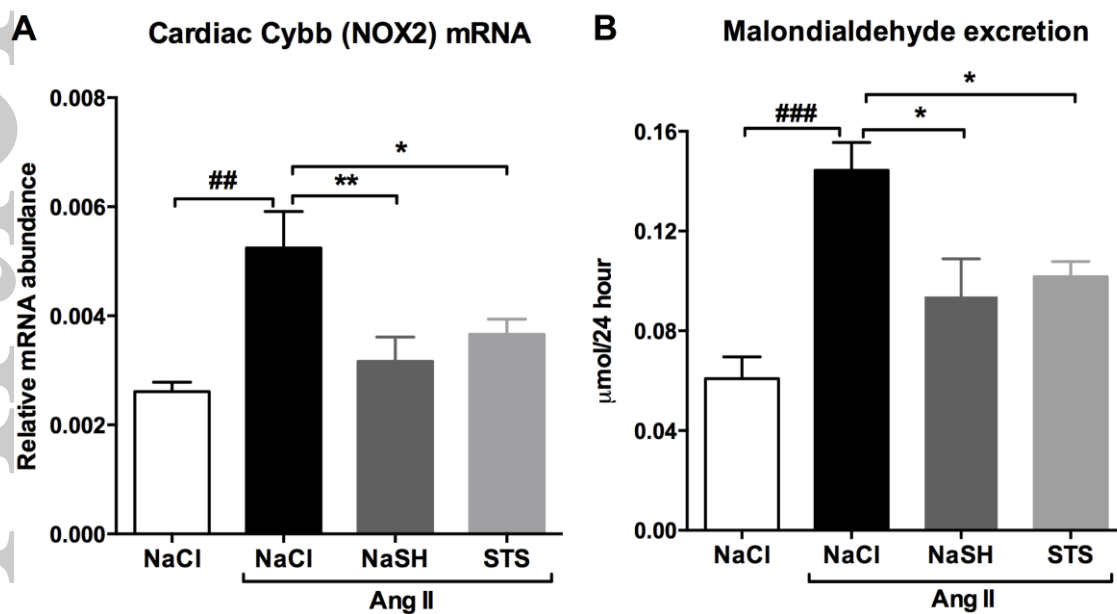 A
Cardiac Cybb (NOX2) mRNA
Relative mRNA abundance
0.008
0.006
0.004
0.002
0.000
##
**
*
NaCl
NaCl
NaSH
STS
Ang II
B
Malondialdehyde excretion
μmol/24 hour
0.16
0.12
0.08
0.04
0.00
###
*
*
NaCl
NaCl
NaSH
STS
Ang II